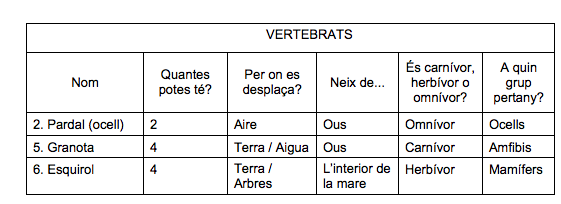 VERTEBRATS
Nom
Quantes
potes té?
Per on es
desplaça?
Neix de...
És carnívor,
herbívor o
omnívor?
A quin
grup
pertany?
2. Pardal (ocell) 2 Aire Ous Omnívor Ocells
5. Granota 4 Terra / Aigua Ous Carnívor Amfibis
6. Esquirol 4 Terra /
Arbres
L'interior de
la mare
Herbívor Mamífers